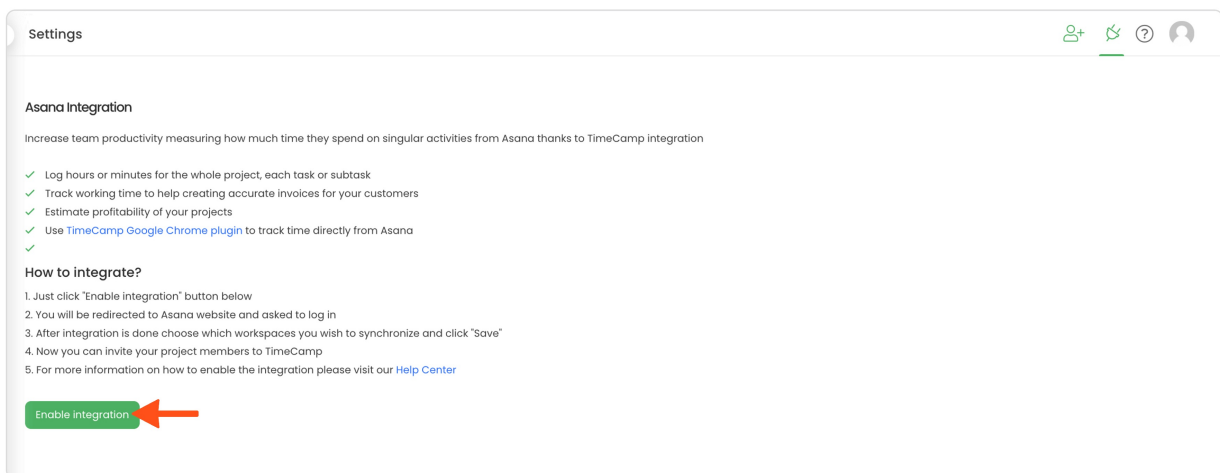 Settings
Asana Integration
Increase team productivity measuring how much time they spend on singular activities from Asana thanks to TimeCamp integration
Log hours or minutes for the whole project, each task or subtask
Track working time to help creating accurate invoices for your customers
Estimate profitability of your projects
Use TimeCamp Google Chrome plugin to track time directly from Asana
How to integrate?
1. Just click "Enable integration" button below
2. You will be redirected to Asana website and asked to log in
3. After integration is done choose which workspaces you wish to synchronize and click "Save"
4. Now you can invite your project members to TimeCamp
5. For more information on how to enable the integration please visit our Help Center
Enable integration